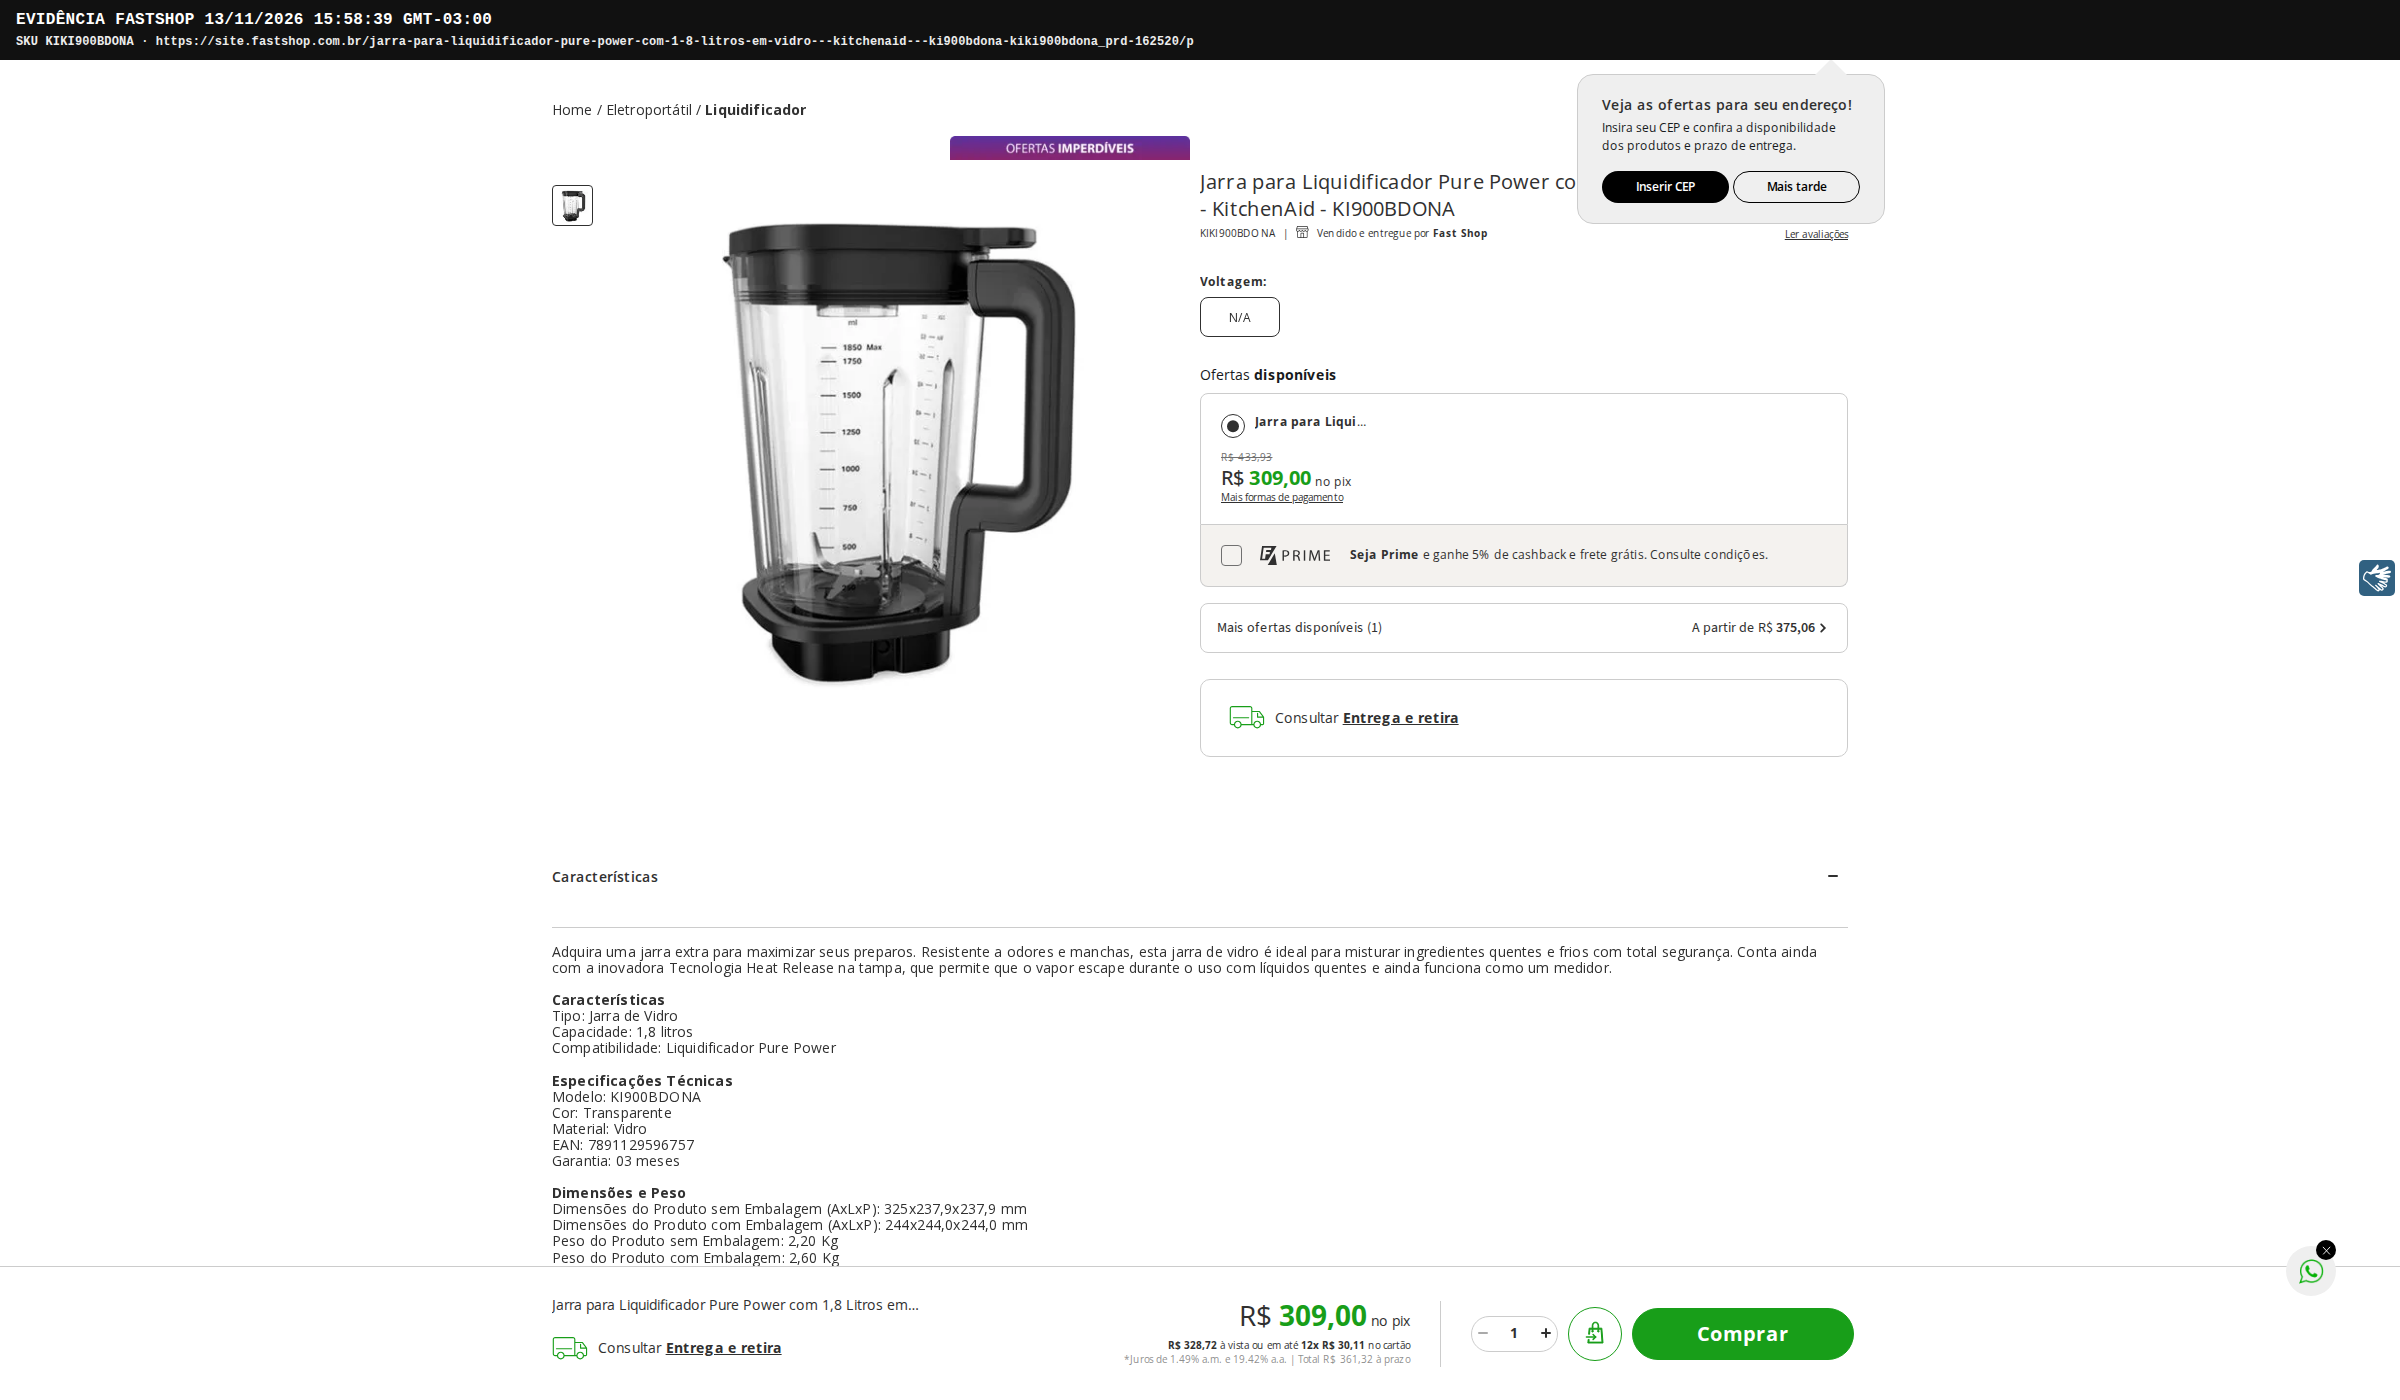 EVIDÊNCIA FASTSHOP 13/11/2026 15:58:39 GMT-03:00
SKU KIKI900BDONA · https://site.fastshop.com.br/jarra-para-liquidificador-pure-power-com-1-8-litros-em-vidro---kitchenaid---ki900bdona-kiki900bdona_prd-162520/p
Veja as ofertas para seu endereço!
Insira seu CEP e confira a disponibilidade
dos produtos e prazo de entrega.
Inserir CEP Mais tarde
Home / Eletroportátil / Liquidificador
OFERTAS IMPERDÍVEIS
Jarra para Liquidificador Pure Power co
- KitchenAid - KI900BDONA
KIKI900BDONA | Vendido e entregue por Fast Shop
Ler avaliações
Voltagem:
N/A
ml
1850 Max
1750
1500
1250
1000
750
500
250
Ofertas disponíveis
Jarra para Liqui...
R$ 433,93
R$ 309,00 no pix
Mais formas de pagamento
PRIME Seja Prime e ganhe 5% de cashback e frete grátis. Consulte condições.
Mais ofertas disponíveis (1) A partir de R$ 375,06
Consultar Entrega e retira
Características
Adquira uma jarra extra para maximizar seus preparos. Resistente a odores e manchas, esta jarra de vidro é ideal para misturar ingredientes quentes e frios com total segurança. Conta ainda
com a inovadora Tecnologia Heat Release na tampa, que permite que o vapor escape durante o uso com líquidos quentes e ainda funciona como um medidor.
Características
Tipo: Jarra de Vidro
Capacidade: 1,8 litros
Compatibilidade: Liquidificador Pure Power
Especificações Técnicas
Modelo: KI900BDONA
Cor: Transparente
Material: Vidro
EAN: 7891129596757
Garantia: 03 meses
Dimensões e Peso
Dimensões do Produto sem Embalagem (AxLxP): 325x237,9x237,9 mm
Dimensões do Produto com Embalagem (AxLxP): 244x244,0x244,0 mm
Peso do Produto sem Embalagem: 2,20 Kg
Peso do Produto com Embalagem: 2,60 Kg
Jarra para Liquidificador Pure Power com 1,8 Litros em...
Consultar Entrega e retira
R$ 309,00 no pix
R$ 328,72 à vista ou em até 12x R$ 30,11 no cartão
*Juros de 1.49% a.m. e 19.42% a.a. | Total R$ 361,32 à prazo
1
Comprar